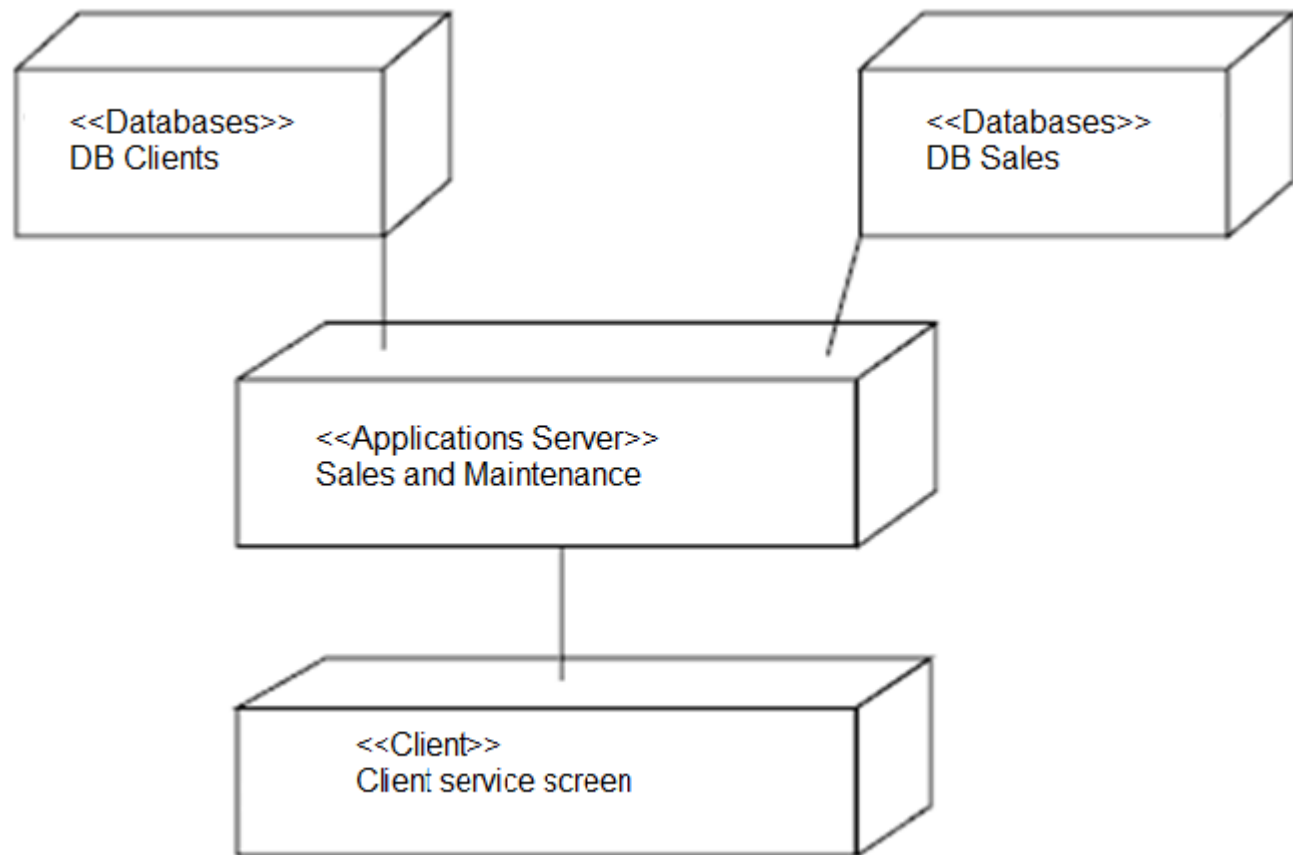 <<Databases>>
DB Clients
<<Databases>>
DB Sales
<<Applications Server>>
Sales and Maintenance
<<Client>>
Client service screen